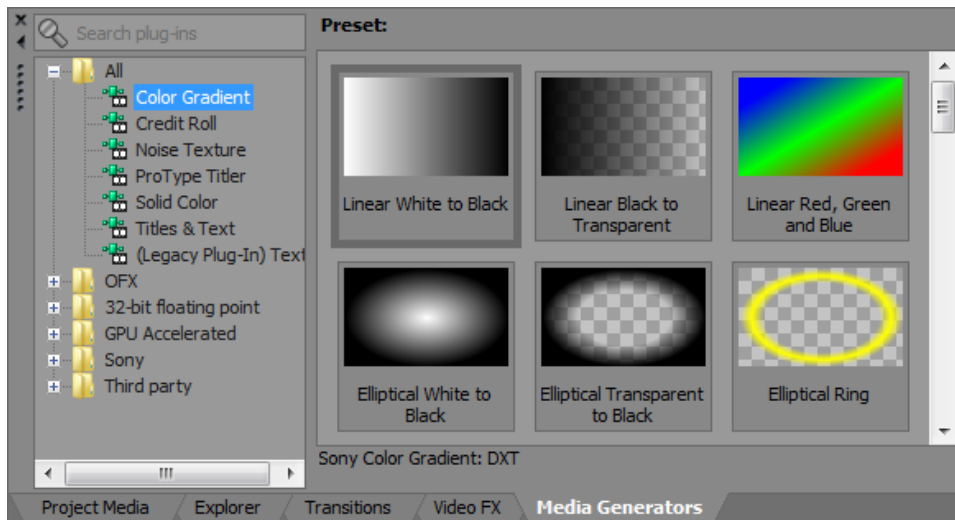 Search plug-ins
All
Color Gradient
Credit Roll
Noise Texture
ProType Titler
Solid Color
Titles & Text
(Legacy Plug-In) Text
OFX
32-bit floating point
GPU Accelerated
Sony
Third party
Preset:
Linear White to Black
Linear Black to
Transparent
Linear Red, Green
and Blue
Elliptical White to
Black
Elliptical Transparent
to Black
Elliptical Ring
Sony Color Gradient: DXT
Project Media
Explorer
Transitions
Video FX
Media Generators